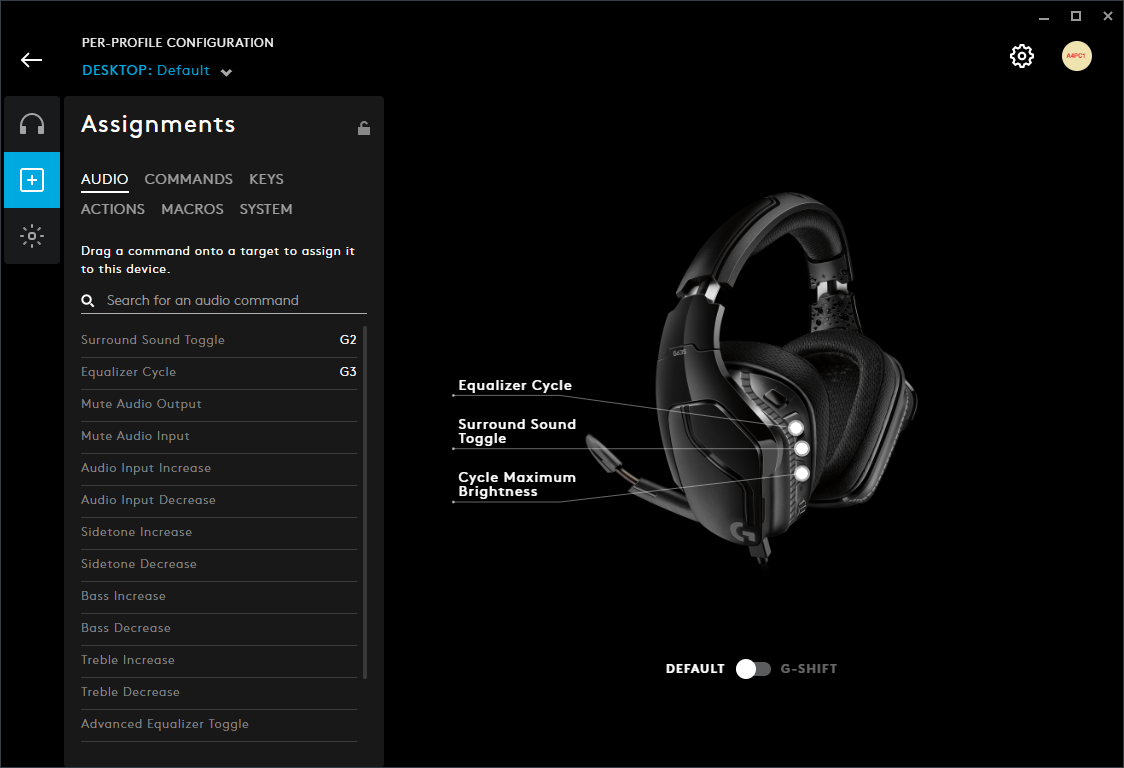 PER-PROFILE CONFIGURATION
DESKTOP: Default
A4PC1
Assignments
AUDIO COMMANDS KEYS
ACTIONS MACROS SYSTEM
Drag a command onto a target to assign it
to this device.
Search for an audio command
Surround Sound Toggle G2
Equalizer Cycle G3
Mute Audio Output
Mute Audio Input
Audio Input Increase
Audio Input Decrease
Sidetone Increase
Sidetone Decrease
Bass Increase
Bass Decrease
Treble Increase
Treble Decrease
Advanced Equalizer Toggle
Equalizer Cycle
Surround Sound
Toggle
Cycle Maximum
Brightness
G635
DEFAULT G-SHIFT